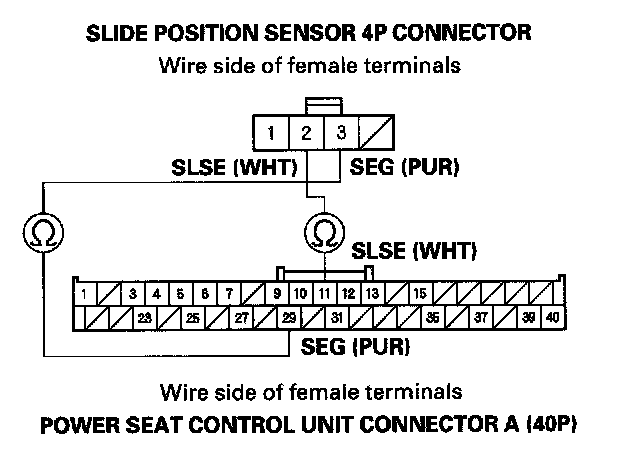 SLIDE POSITION SENSOR 4P CONNECTOR
Wire side of female terminals
1 2 3
SLSE (WHT) SEG (PUR)
Ω Ω
SLSE (WHT)
1 3 4 5 6 7 9 10 11 12 13 15
23 25 27 29 31 35 37 39 40
SEG (PUR)
Wire side of female terminals
POWER SEAT CONTROL UNIT CONNECTOR A (40P)